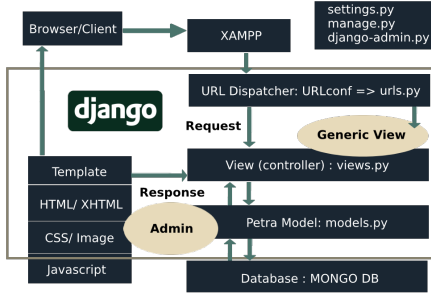 settings.py
manage.py
django-admin.py
Browser/Client
XAMPP
URL Dispatcher: URLconf => urls.py
django
Request
Generic View
Template
View (controller) : views.py
Response
HTML/ XHTML
Admin
Petra Model: models.py
CSS/ Image
Javascript
Database : MONGO DB